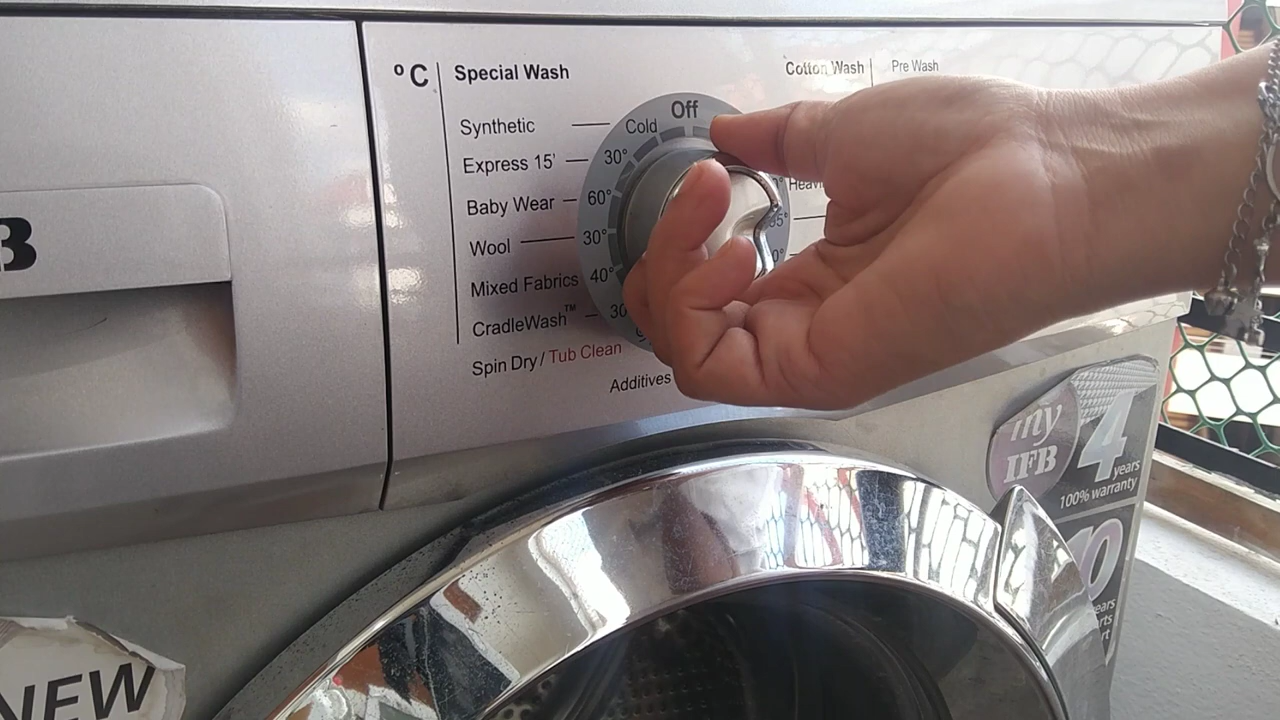 °C
Special Wash
Cotton Wash
Pre Wash
Off
Cold
Synthetic
30°
Express 15'
60°
Baby Wear
30°
Wool
40°
Mixed Fabrics
30
CradleWash™
Spin Dry / Tub Clean
Additives
my
IFB
4
years
100% warranty
NEW